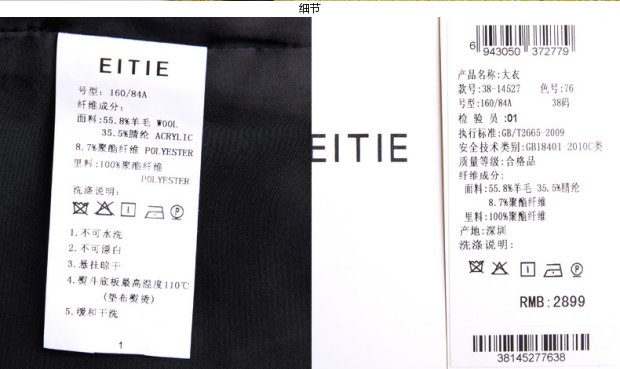 细节
EITIE
号型: 160/84A
纤维成分:
面料:55.8%羊毛 WOOL
35.5%腈纶 ACRYLIC
8.7%聚酯纤维 POLYESTER
里料:100%聚酯纤维
POLYESTER
洗涤说明:
1.不可水洗
2.不可漂白
3.悬挂晾干
4.熨斗底板最高温度110℃
(垫布熨烫)
5.缓和干洗
1
EITIE
6 943050 372779
产品名称:大衣
款号:38-14527 色号:76
号型:160/84A 38码
检 验 员 :01
执行标准:GB/T2665-2009
安全技术类别:GB18401-2010C类
质量等级:合格品
纤维成分:
面料:55.8%羊毛 35.5%腈纶
8.7%聚酯纤维
里料:100%聚酯纤维
产地:深圳
洗涤说明:
RMB:2899
38145277638